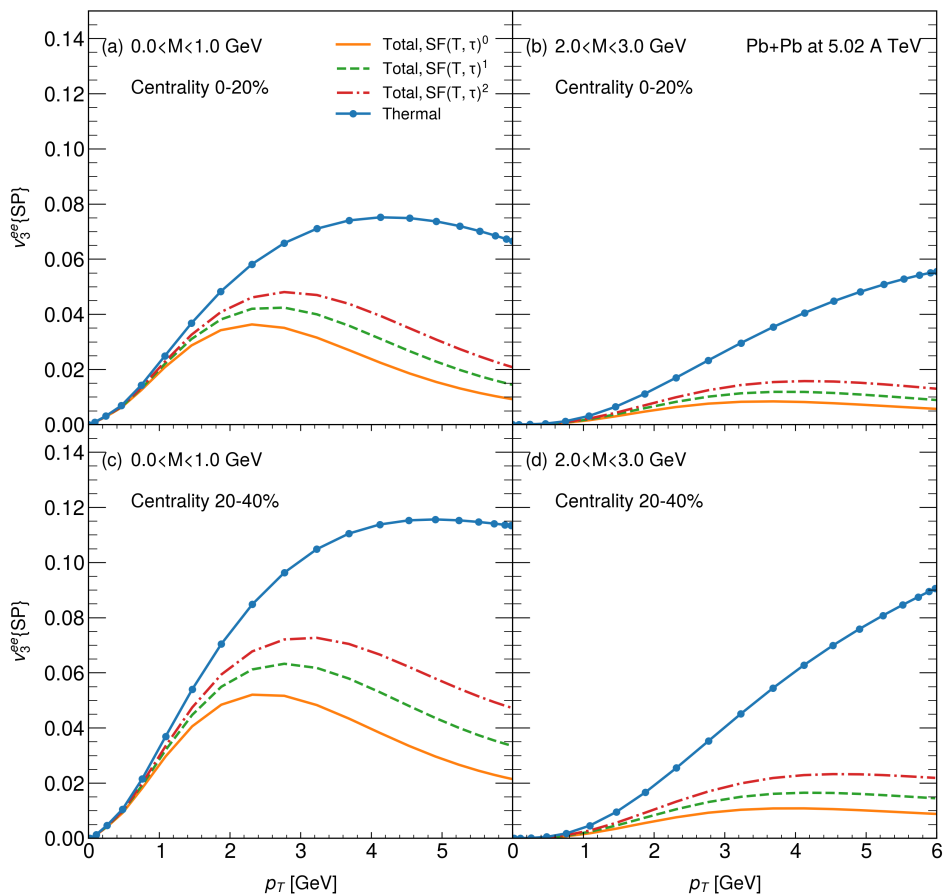 (a) 0.0<M<1.0 GeV
Centrality 0-20%
Total, SF(T, τ)^0
Total, SF(T, τ)^1
Total, SF(T, τ)^2
Thermal
(b) 2.0<M<3.0 GeV
Pb+Pb at 5.02 A TeV
Centrality 0-20%
0.14
0.12
0.10
0.08
0.06
0.04
0.02
0.00
v_3^{ee}{SP}
(c) 0.0<M<1.0 GeV
Centrality 20-40%
(d) 2.0<M<3.0 GeV
Centrality 20-40%
0.14
0.12
0.10
0.08
0.06
0.04
0.02
0.00
v_3^{ee}{SP}
0 1 2 3 4 5 0 1 2 3 4 5 6
p_T [GeV] p_T [GeV]